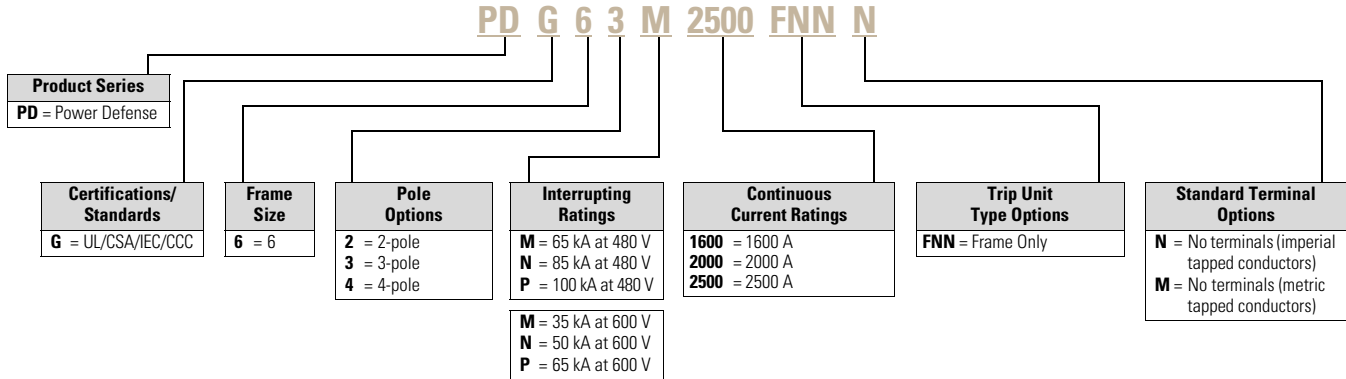 PD G 6 3 M 2500 FNN N
Product Series
PD = Power Defense
Certifications/
Standards
G = UL/CSA/IEC/CCC
Frame
Size
6 = 6
Pole
Options
2 = 2-pole
3 = 3-pole
4 = 4-pole
Interrupting
Ratings
M = 65 kA at 480 V
N = 85 kA at 480 V
P = 100 kA at 480 V
M = 35 kA at 600 V
N = 50 kA at 600 V
P = 65 kA at 600 V
Continuous
Current Ratings
1600 = 1600 A
2000 = 2000 A
2500 = 2500 A
Trip Unit
Type Options
FNN = Frame Only
Standard Terminal
Options
N = No terminals (imperial
tapped conductors)
M = No terminals (metric
tapped conductors)